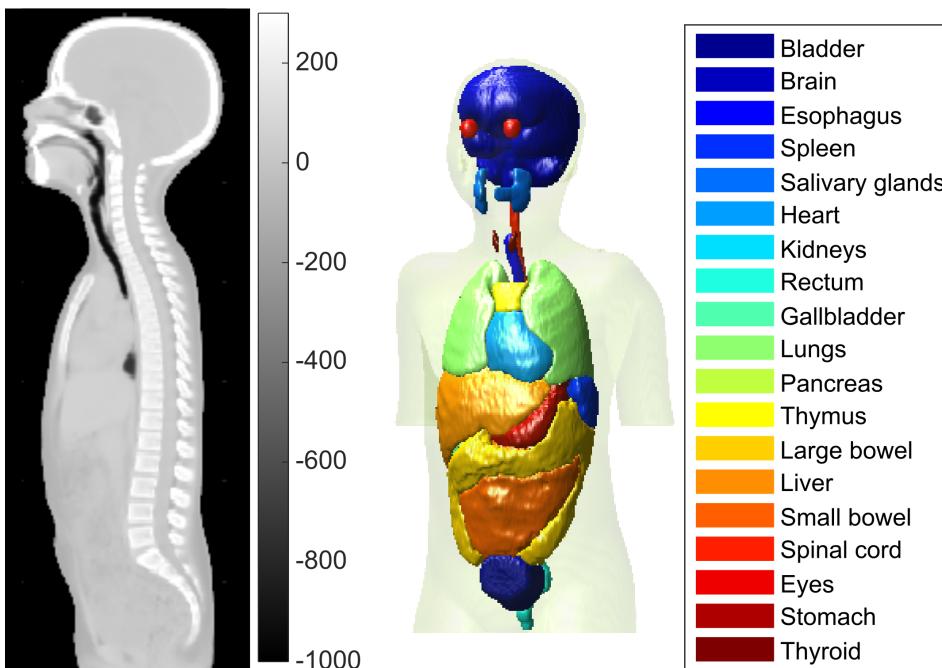 200
0
-200
-400
-600
-800
-1000
Bladder
Brain
Esophagus
Spleen
Salivary glands
Heart
Kidneys
Rectum
Gallbladder
Lungs
Pancreas
Thymus
Large bowel
Liver
Small bowel
Spinal cord
Eyes
Stomach
Thyroid